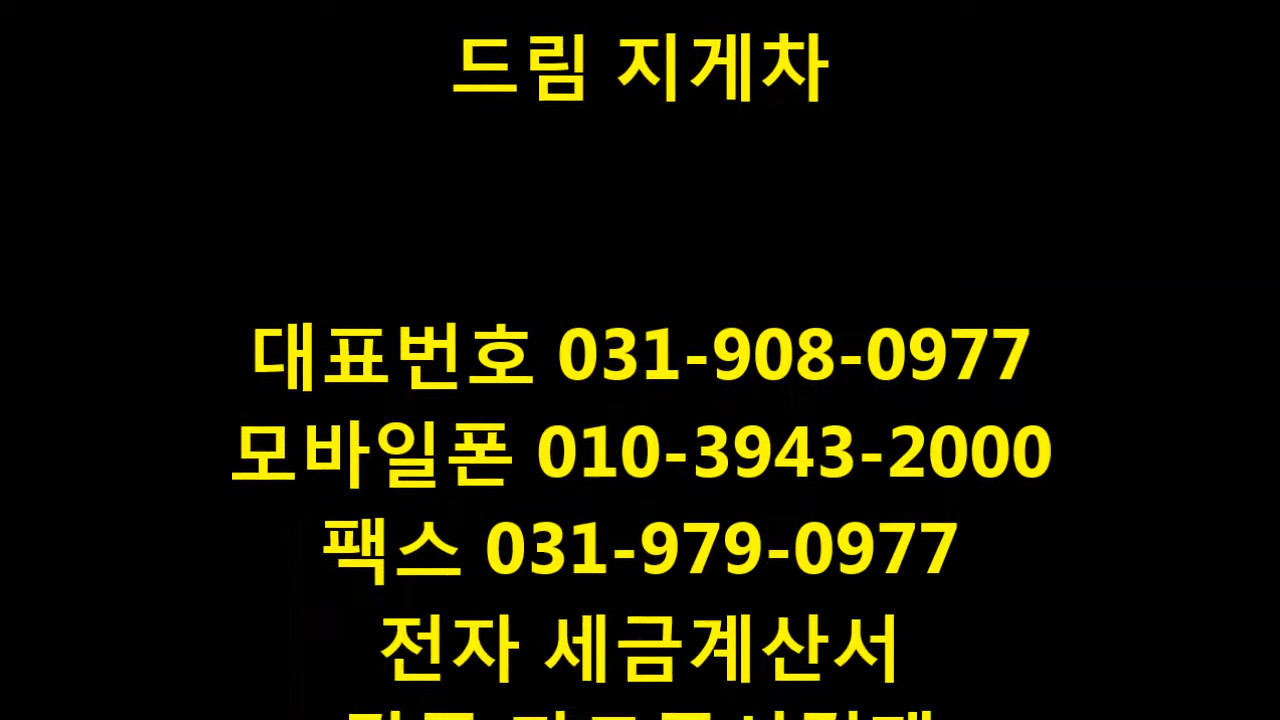 드림 지게차
대표번호 031-908-0977
모바일폰 010-3943-2000
팩스 031-979-0977
전자 세금계산서